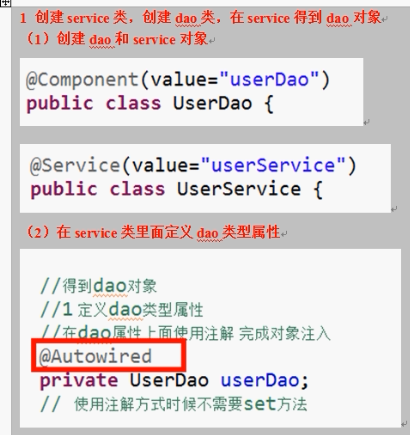 1 创建 service 类，创建 dao 类，在 service 得到 dao 对象
（1）创建 dao 和 service 对象
@Component(value="userDao")
public class UserDao {
@Service(value="userService")
public class UserService {
（2）在 service 类里面定义 dao 类型属性
//得到dao对象
//1 定义dao类型属性
//在dao属性上面使用注解 完成对象注入
@Autowired
private UserDao userDao;
// 使用注解方式时候不需要set方法